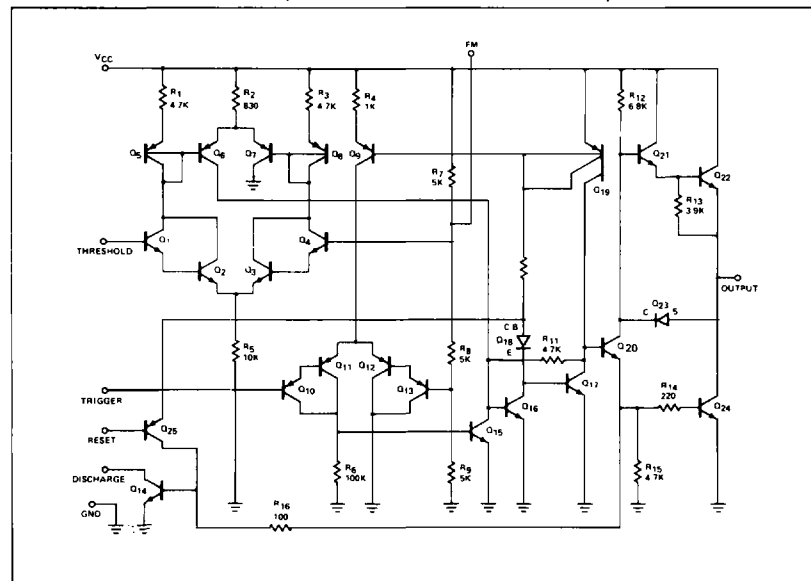 FM
VCC
R1
4.7K
R2
830
R3
4.7K
R4
1K
R12
6.8K
Q5
Q6
Q7
Q8
Q9
R7
5K
Q19
Q21
Q22
R13
3.9K
THRESHOLD
Q1
Q2
Q3
Q4
OUTPUT
Q23
C
5
C B
Q18
E
R11
4.7K
Q20
R5
10K
R8
5K
Q11
Q12
Q10
Q13
TRIGGER
Q17
R14
220
Q24
Q16
Q15
RESET
Q25
R6
100K
R9
5K
R15
4.7K
DISCHARGE
Q14
GND
R16
100